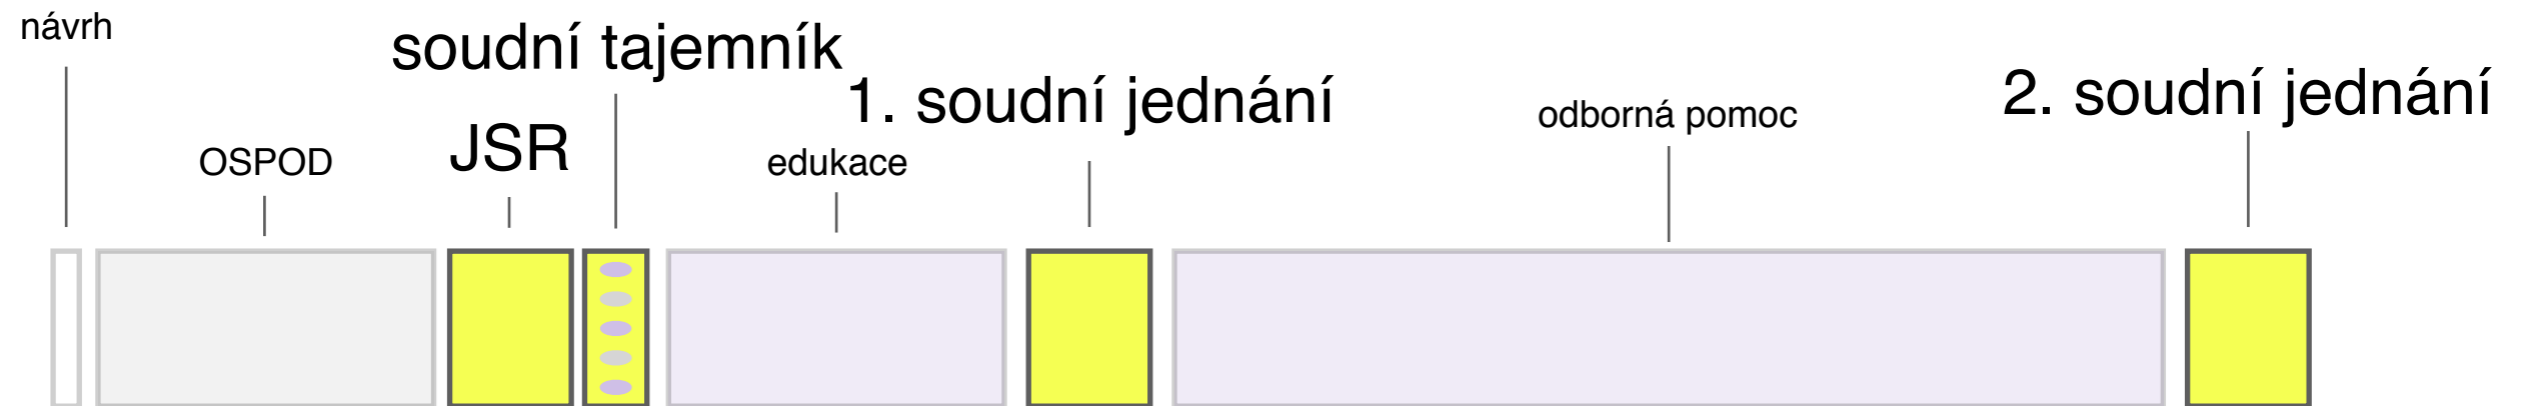 návrh
OSPOD
JSR
soudní tajemník
edukace
1. soudní jednání
odborná pomoc
2. soudní jednání